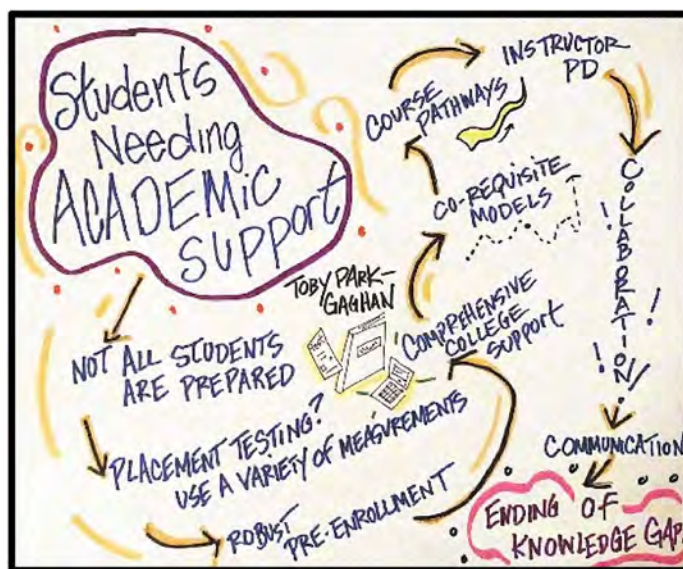 Students
Needing
ACADEMIC
SUPPORT
NOT ALL STUDENTS
ARE PREPARED
PLACEMENT TESTING?
USE A VARIETY OF MEASUREMENTS
ROBUST
PRE-ENROLLMENT
TOBY PARK-
GAGHAN
COMPREHENSIVE
COLLEGE
SUPPORT
CO-REQUISITE
MODELS
COURSE
PATHWAYS
INSTRUCTOR
PD
COLLABORATION!
COMMUNICATION
ENDING OF
KNOWLEDGE GAP